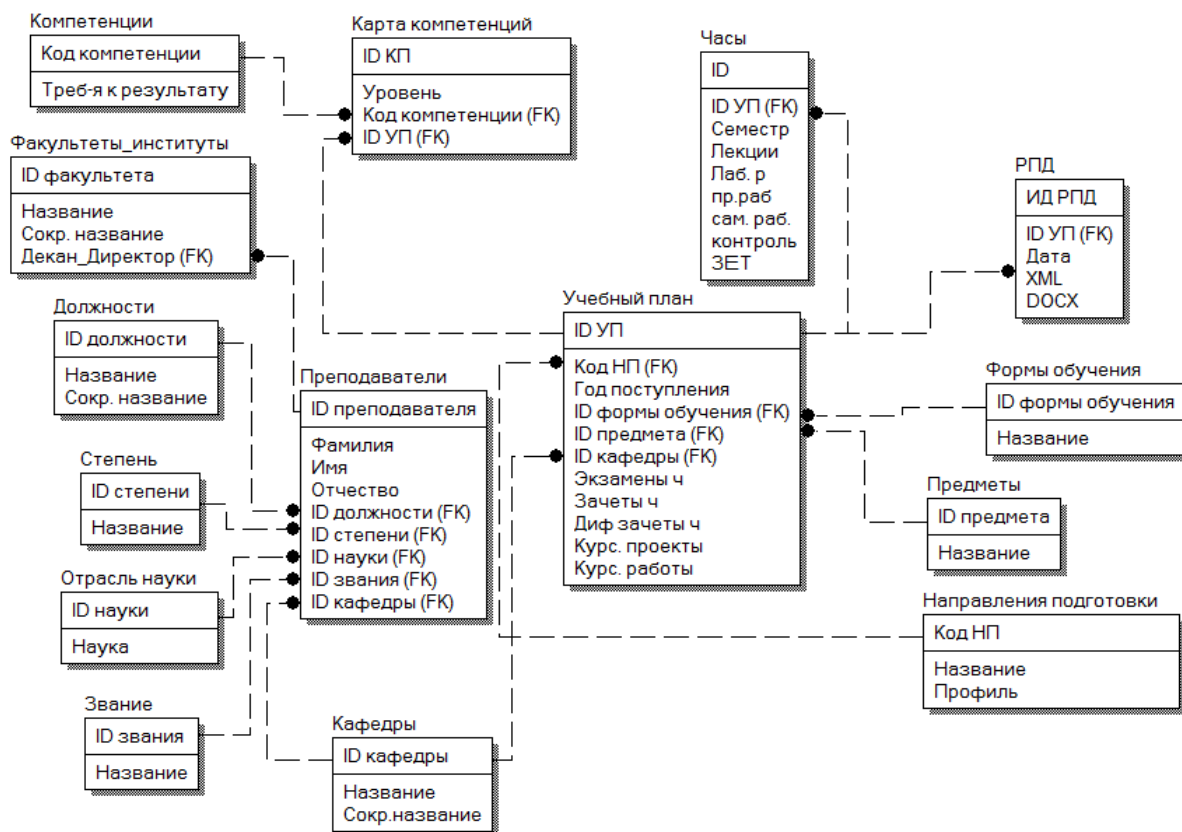 Компетенции
Код компетенции
Треб-я к результату
Карта компетенций
ID КП
Уровень
Код компетенции (FK)
ID УП (FK)
Часы
ID
ID УП (FK)
Семестр
Лекции
Лаб. р
пр.раб
сам. раб.
контроль
ЗЕТ
РПД
ИД РПД
ID УП (FK)
Дата
XML
DOCX
Факультеты_институты
ID факультета
Название
Сокр. название
Декан_Директор (FK)
Должности
ID должности
Название
Сокр. название
Преподаватели
ID преподавателя
Фамилия
Имя
Отчество
ID должности (FK)
ID степени (FK)
ID науки (FK)
ID звания (FK)
ID кафедры (FK)
Учебный план
ID УП
Код НП (FK)
Год поступления
ID формы обучения (FK)
ID предмета (FK)
ID кафедры (FK)
Экзамены ч
Зачеты ч
Диф зачеты ч
Курс. проекты
Курс. работы
Формы обучения
ID формы обучения
Название
Степень
ID степени
Название
Предметы
ID предмета
Название
Отрасль науки
ID науки
Наука
Направления подготовки
Код НП
Название
Профиль
Звание
ID звания
Название
Кафедры
ID кафедры
Название
Сокр.название